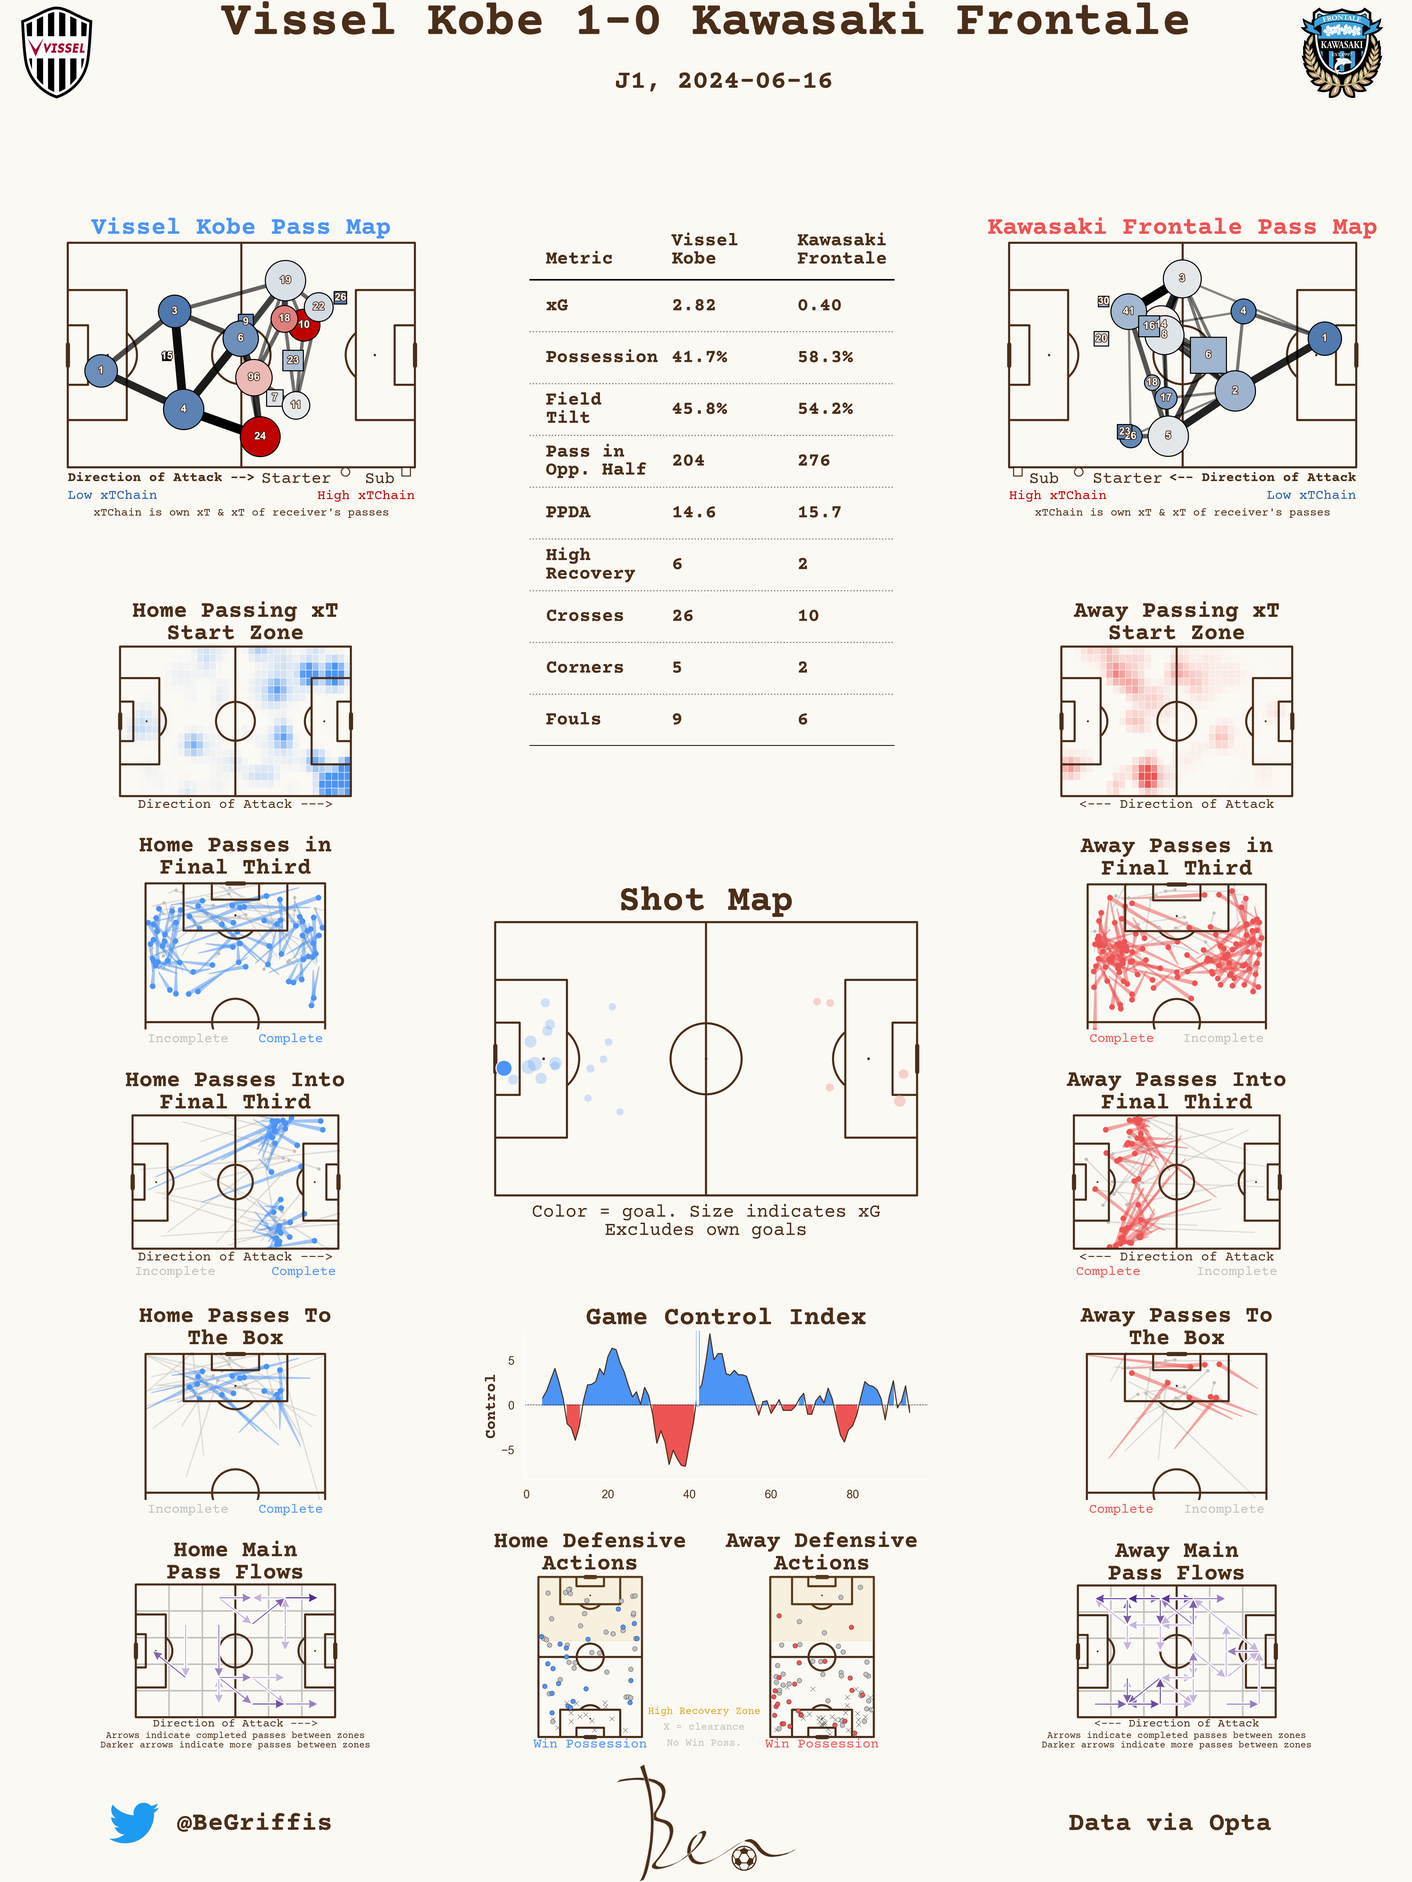 Vissel Kobe 1-0 Kawasaki Frontale
J1, 2024-06-16
VISSEL
FRONTALE
KAWASAKI
Vissel Kobe Pass Map
19
26
3
22
9
18
10
6
15
23
1
96
7
11
4
24
Direction of Attack --> Starter Sub
Low xTChain High xTChain
xTChain is own xT & xT of receiver's passes
Metric Vissel Kobe Kawasaki Frontale
xG 2.82 0.40
Possession 41.7% 58.3%
Field Tilt 45.8% 54.2%
Pass in Opp. Half 204 276
PPDA 14.6 15.7
High Recovery 6 2
Crosses 26 10
Corners 5 2
Fouls 9 6
Kawasaki Frontale Pass Map
3
30
41
4
16
14
8
20
1
6
18
2
17
23
26
5
Sub Starter <-- Direction of Attack
High xTChain Low xTChain
xTChain is own xT & xT of receiver's passes
Home Passing xT
Start Zone
Direction of Attack --->
Away Passing xT
Start Zone
<--- Direction of Attack
Home Passes in
Final Third
Incomplete Complete
Away Passes in
Final Third
Complete Incomplete
Shot Map
Color = goal. Size indicates xG
Excludes own goals
Home Passes Into
Final Third
Direction of Attack --->
Incomplete Complete
Away Passes Into
Final Third
<--- Direction of Attack
Complete Incomplete
Home Passes To
The Box
Incomplete Complete
Game Control Index
Control
5
0
−5
0 20 40 60 80
Away Passes To
The Box
Complete Incomplete
Home Main
Pass Flows
Direction of Attack --->
Arrows indicate completed passes between zones
Darker arrows indicate more passes between zones
Home Defensive
Actions
Win Possession
Away Defensive
Actions
Win Possession
High Recovery Zone
X = clearance
No Win Poss.
Away Main
Pass Flows
<--- Direction of Attack
Arrows indicate completed passes between zones
Darker arrows indicate more passes between zones
@BeGriffis
Ben
Data via Opta